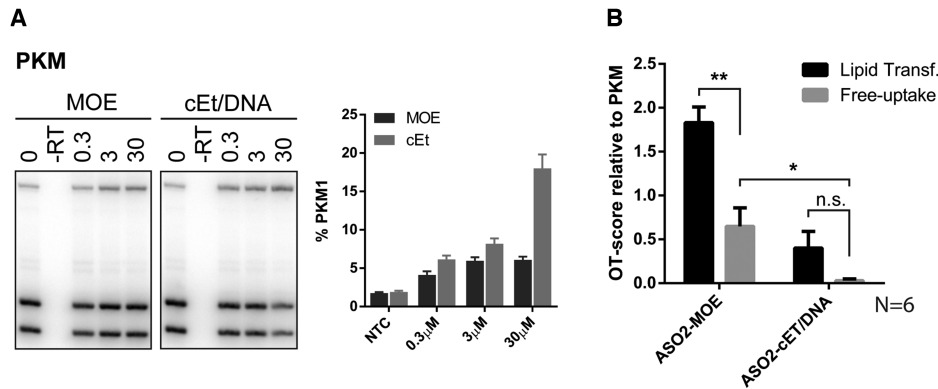 A
PKM
MOE
cEt/DNA
0
-RT
0.3
3
30
0
-RT
0.3
3
30
% PKM1
25
20
15
10
5
0
MOE
cEt
NTC
0.3µM
3µM
30µM
B
OT-score relative to PKM
2.5
2.0
1.5
1.0
0.5
0.0
Lipid Transf.
Free-uptake
**
*
n.s.
ASO2-MOE
ASO2-cET/DNA
N=6